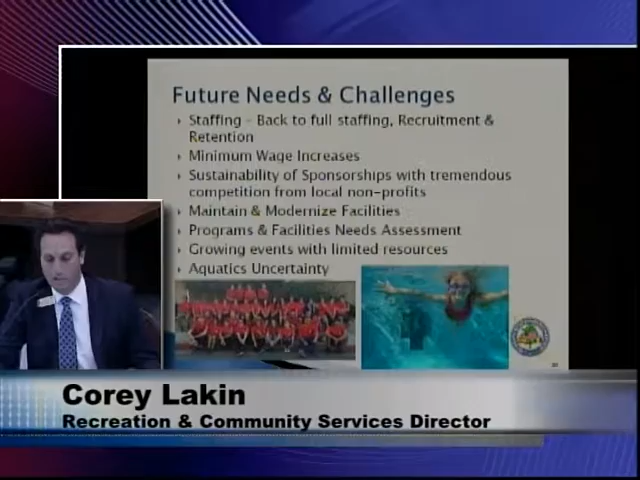 Future Needs & Challenges
Staffing - Back to full staffing, Recruitment &
Retention
Minimum Wage Increases
Sustainability of Sponsorships with tremendous
competition from local non-profits
Maintain & Modernize Facilities
Programs & Facilities Needs Assessment
Growing events with limited resources
Aquatics Uncertainty
Corey Lakin
Recreation & Community Services Director